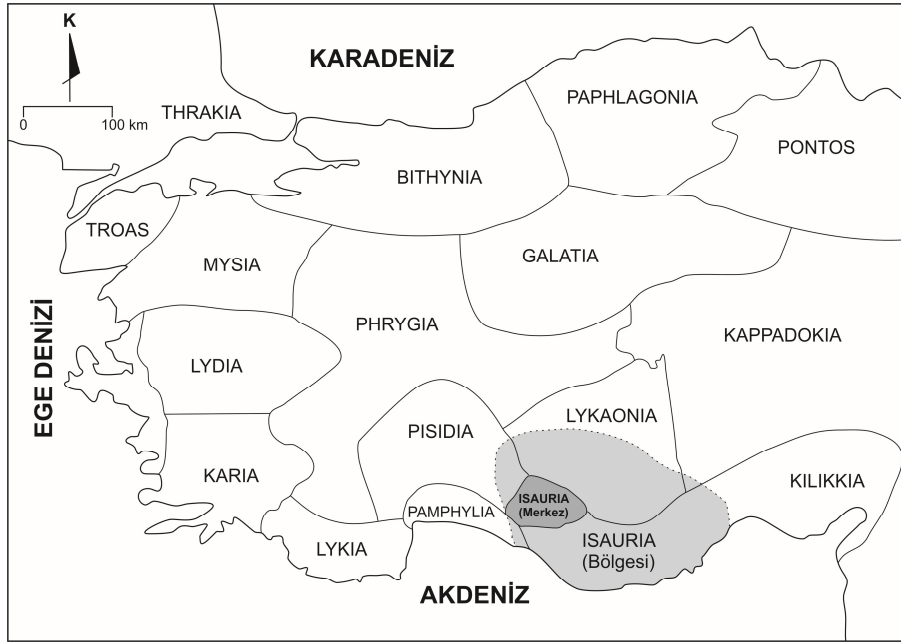 K
KARADENİZ
0
100 km
THRAKIA
PAPHLAGONIA
PONTOS
BITHYNIA
TROAS
MYSIA
GALATIA
EGE DENİZİ
PHRYGIA
KAPPADOKIA
LYDIA
LYKAONIA
PISIDIA
KARIA
KILIKKIA
ISAURIA
(Merkez)
PAMPHYLIA
ISAURIA
(Bölgesi)
LYKIA
AKDENİZ